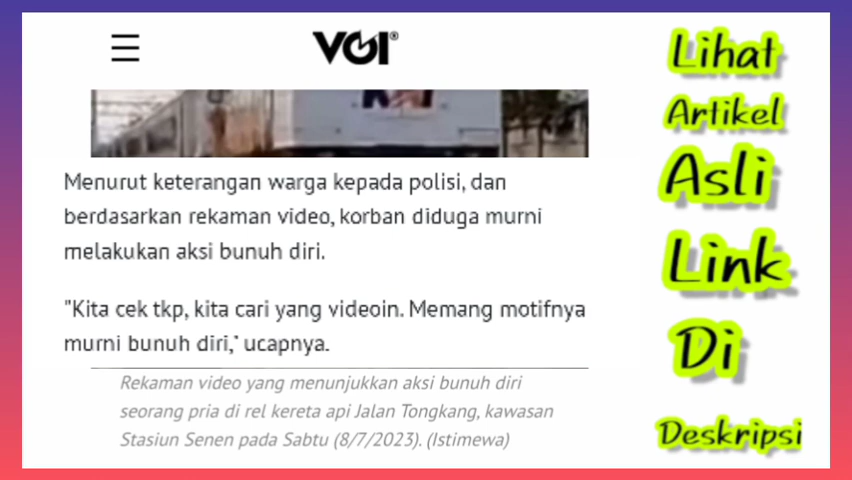 VOI®
Menurut keterangan warga kepada polisi, dan
berdasarkan rekaman video, korban diduga murni
melakukan aksi bunuh diri.
"Kita cek tkp, kita cari yang videoin. Memang motifnya
murni bunuh diri," ucapnya.
Rekaman video yang menunjukkan aksi bunuh diri
seorang pria di rel kereta api Jalan Tongkang, kawasan
Stasiun Senen pada Sabtu (8/7/2023). (Istimewa)
Lihat
Artikel
Asli
Link
Di
Deskripsi